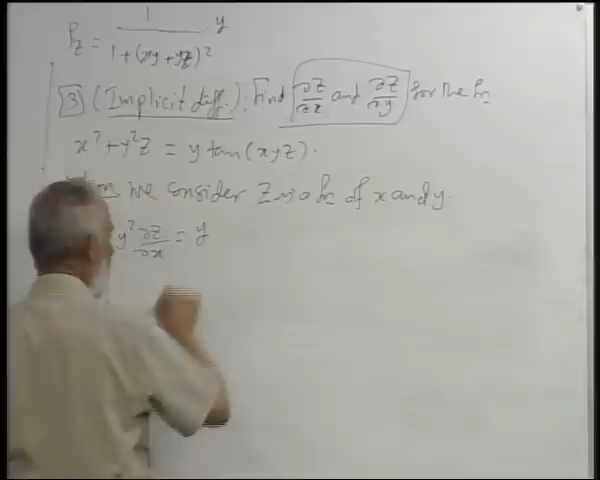 f_z = 1 / (1 + (xy + yz)^2) · y
[3] (Implicit diff.): Find ∂z/∂x and ∂z/∂y for the fn
x^2 + y^2 z = y tan(xyz).
we consider z as a fn of x and y.
y^2 ∂z/∂x = y